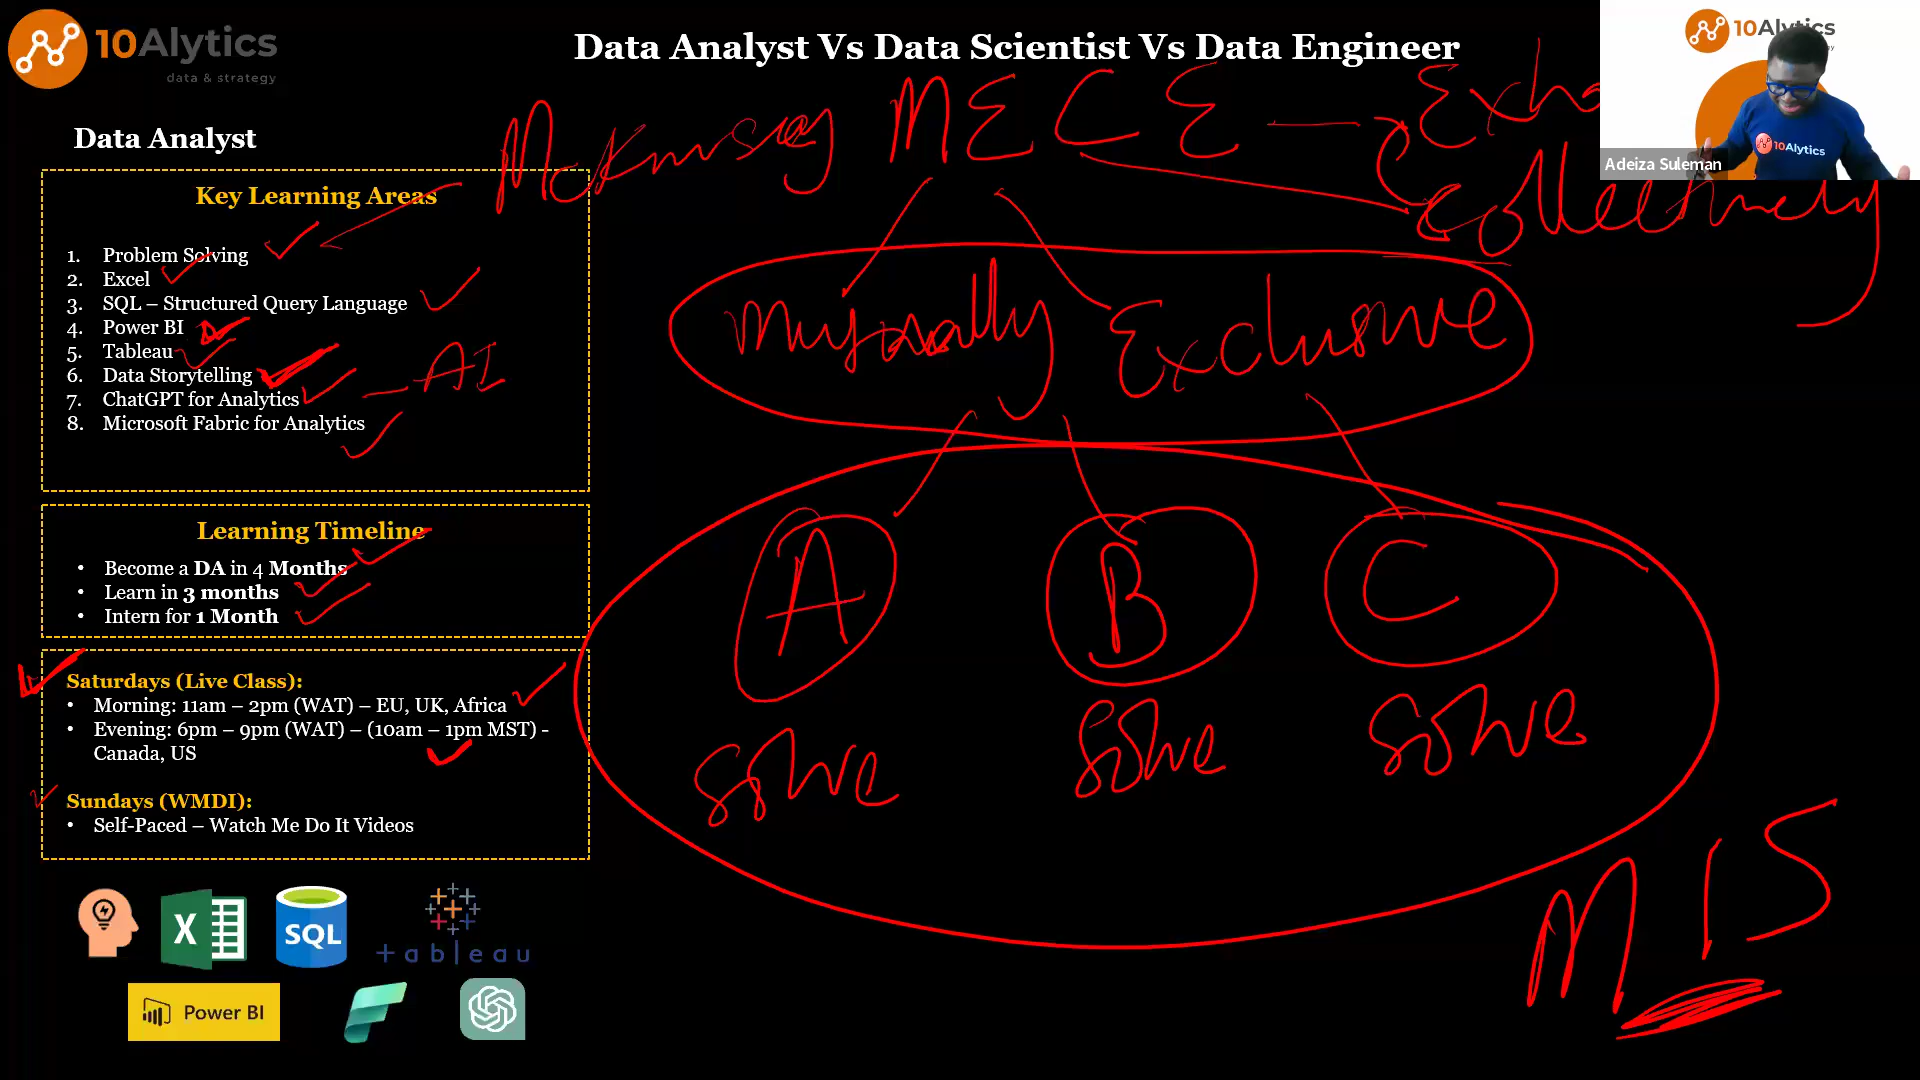 10Alytics
data & strategy
Data Analyst Vs Data Scientist Vs Data Engineer
10Alytics
10Alytics
Adeiza Suleman
McKinsey MECE
Collectively
Data Analyst
Key Learning Areas
1. Problem Solving
2. Excel
3. SQL – Structured Query Language
4. Power BI
5. Tableau
6. Data Storytelling
7. ChatGPT for Analytics
8. Microsoft Fabric for Analytics
AI
Mutually Exclusive
Learning Timeline
• Become a DA in 4 Months
• Learn in 3 months
• Intern for 1 Month
A B C
Solve Solve Solve
Saturdays (Live Class):
• Morning: 11am – 2pm (WAT) – EU, UK, Africa
• Evening: 6pm – 9pm (WAT) – (10am – 1pm MST) -
Canada, US
Sundays (WMDI):
• Self-Paced – Watch Me Do It Videos
MIS
X
SQL
+ableau
Power BI